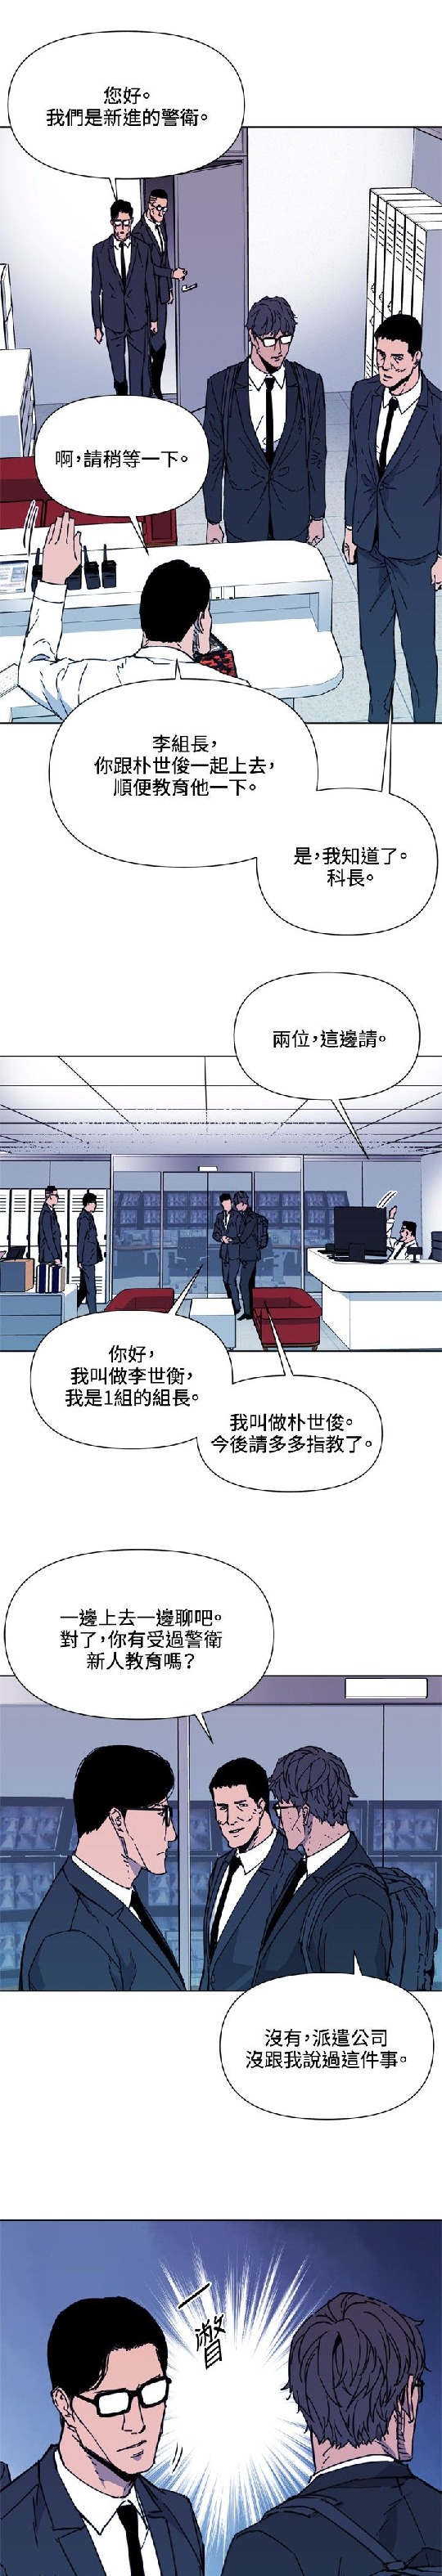 您好。
我們是新進的警衛。
啊，請稍等一下。
李組長，
你跟朴世俊一起上去，
順便教育他一下。
是，我知道了。
科長。
兩位，這邊請。
你好，
我叫做李世衡，
我是1組的組長。
我叫做朴世俊。
今後請多多指教了。
一邊上去一邊聊吧。
對了，你有受過警衛
新人教育嗎？
沒有，派遣公司
沒跟我說過這件事。
瞥